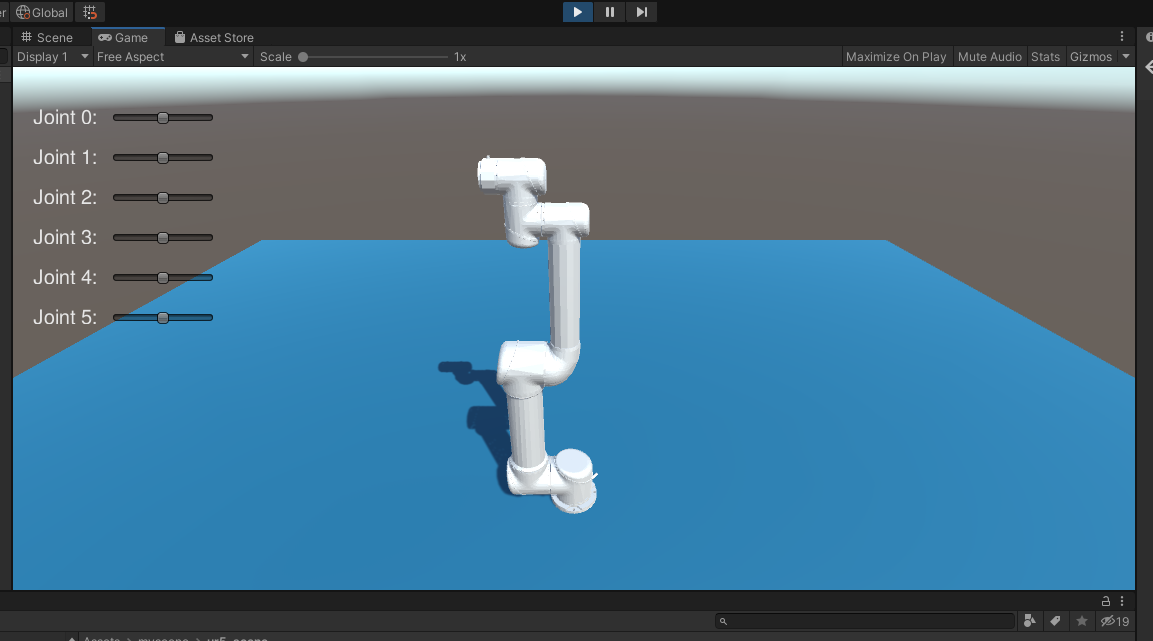 Global
Scene Game Asset Store
Display 1 Free Aspect Scale 1x Maximize On Play Mute Audio Stats Gizmos
Joint 0:
Joint 1:
Joint 2:
Joint 3:
Joint 4:
Joint 5:
19
Assets